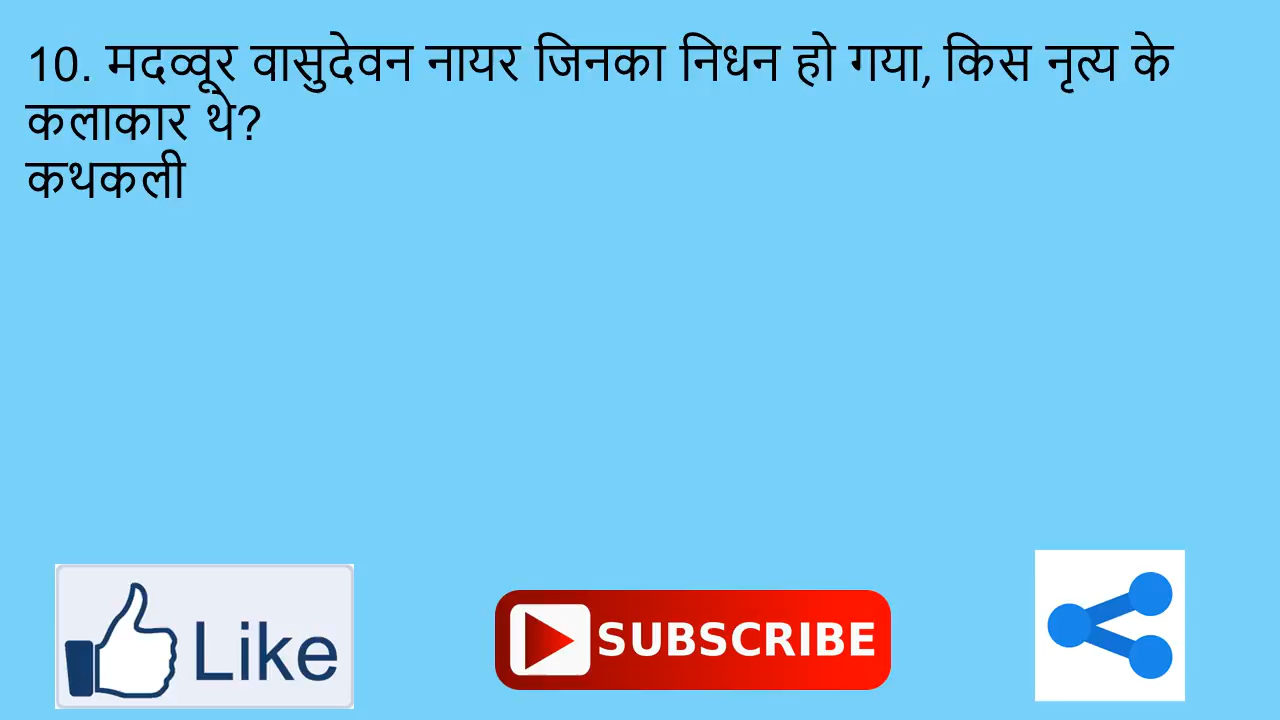 10. मदव्वूर वासुदेवन नायर जिनका निधन हो गया, किस नृत्य के
कलाकार थे?
कथकली
Like
SUBSCRIBE